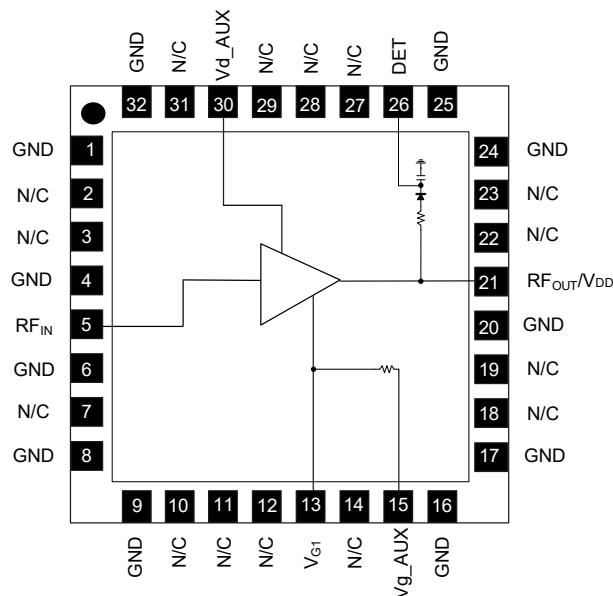 GND
N/C
Vd_AUX
N/C
N/C
N/C
DET
GND
32
31
30
29
28
27
26
25
GND 1
N/C 2
N/C 3
GND 4
RFIN 5
GND 6
N/C 7
GND 8
24 GND
23 N/C
22 N/C
21 RFOUT/VDD
20 GND
19 N/C
18 N/C
17 GND
9
10
11
12
13
14
15
16
GND
N/C
N/C
N/C
VG1
N/C
Vg_AUX
GND